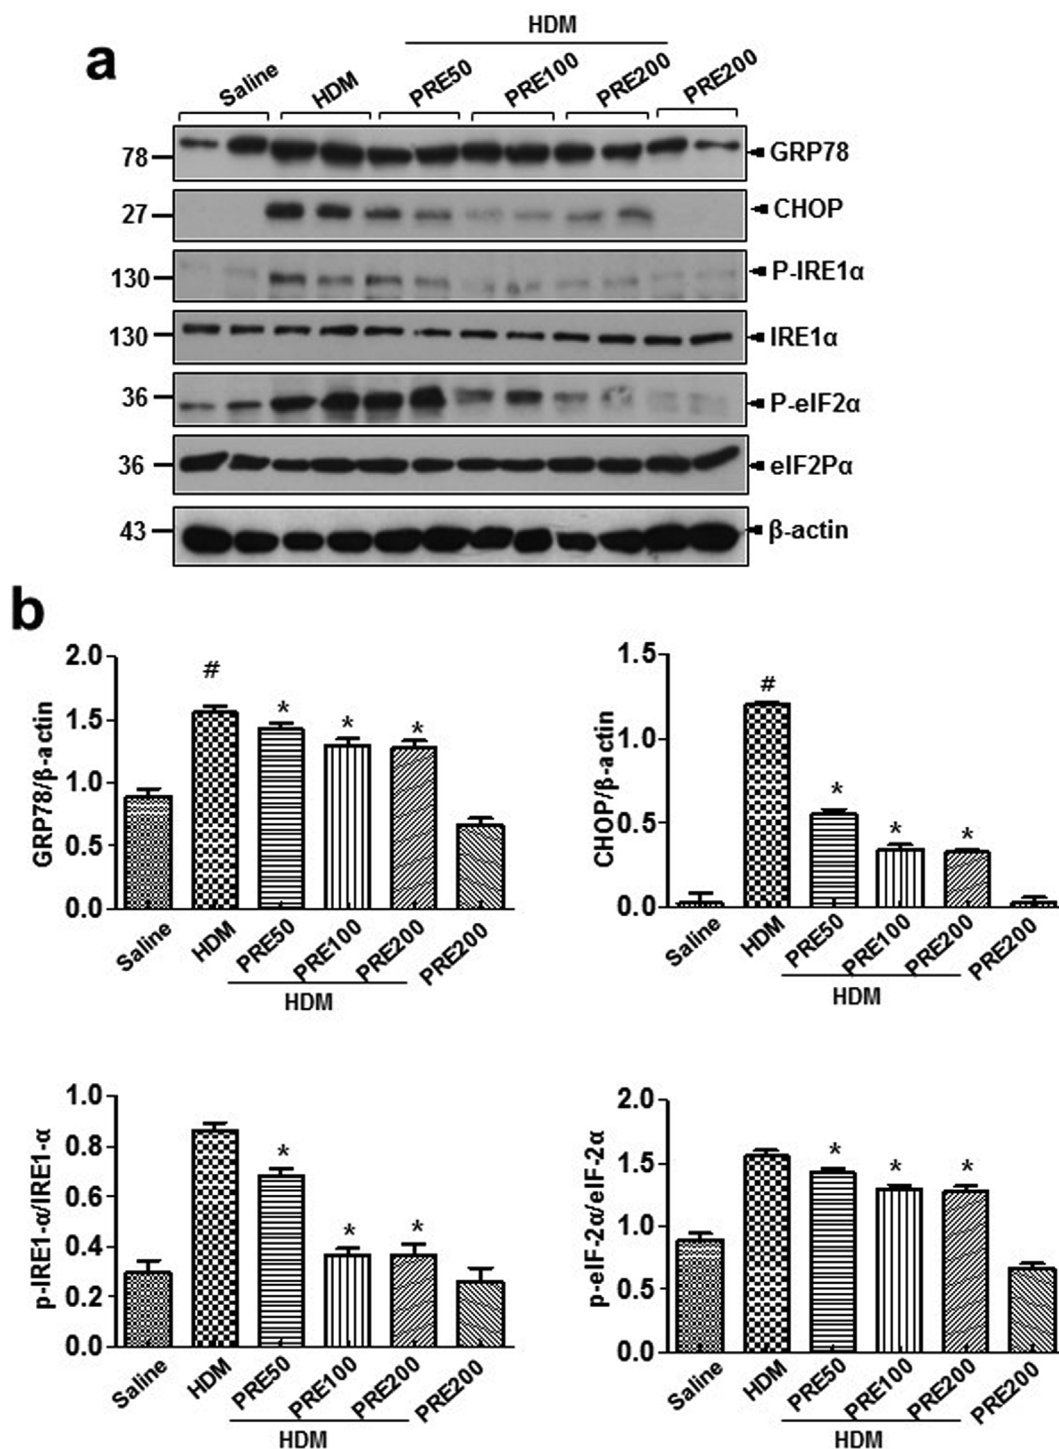 HDM
a
Saline HDM PRE50 PRE100 PRE200 PRE200
78 GRP78
27 CHOP
130 P-IRE1α
130 IRE1α
36 P-eIF2α
36 eIF2Pα
43 β-actin
b
GRP78/β-actin
2.0
1.5
1.0
0.5
0.0
#
*
*
*
Saline HDM PRE50 PRE100 PRE200 PRE200
HDM
CHOP/β-actin
1.5
1.0
0.5
0.0
#
*
*
*
Saline HDM PRE50 PRE100 PRE200 PRE200
HDM
p-IRE1-α/IRE1-α
1.0
0.8
0.6
0.4
0.2
0.0
*
*
*
Saline HDM PRE50 PRE100 PRE200 PRE200
HDM
p-eIF-2α/eIF-2α
2.0
1.5
1.0
0.5
0.0
*
*
*
Saline HDM PRE50 PRE100 PRE200 PRE200
HDM